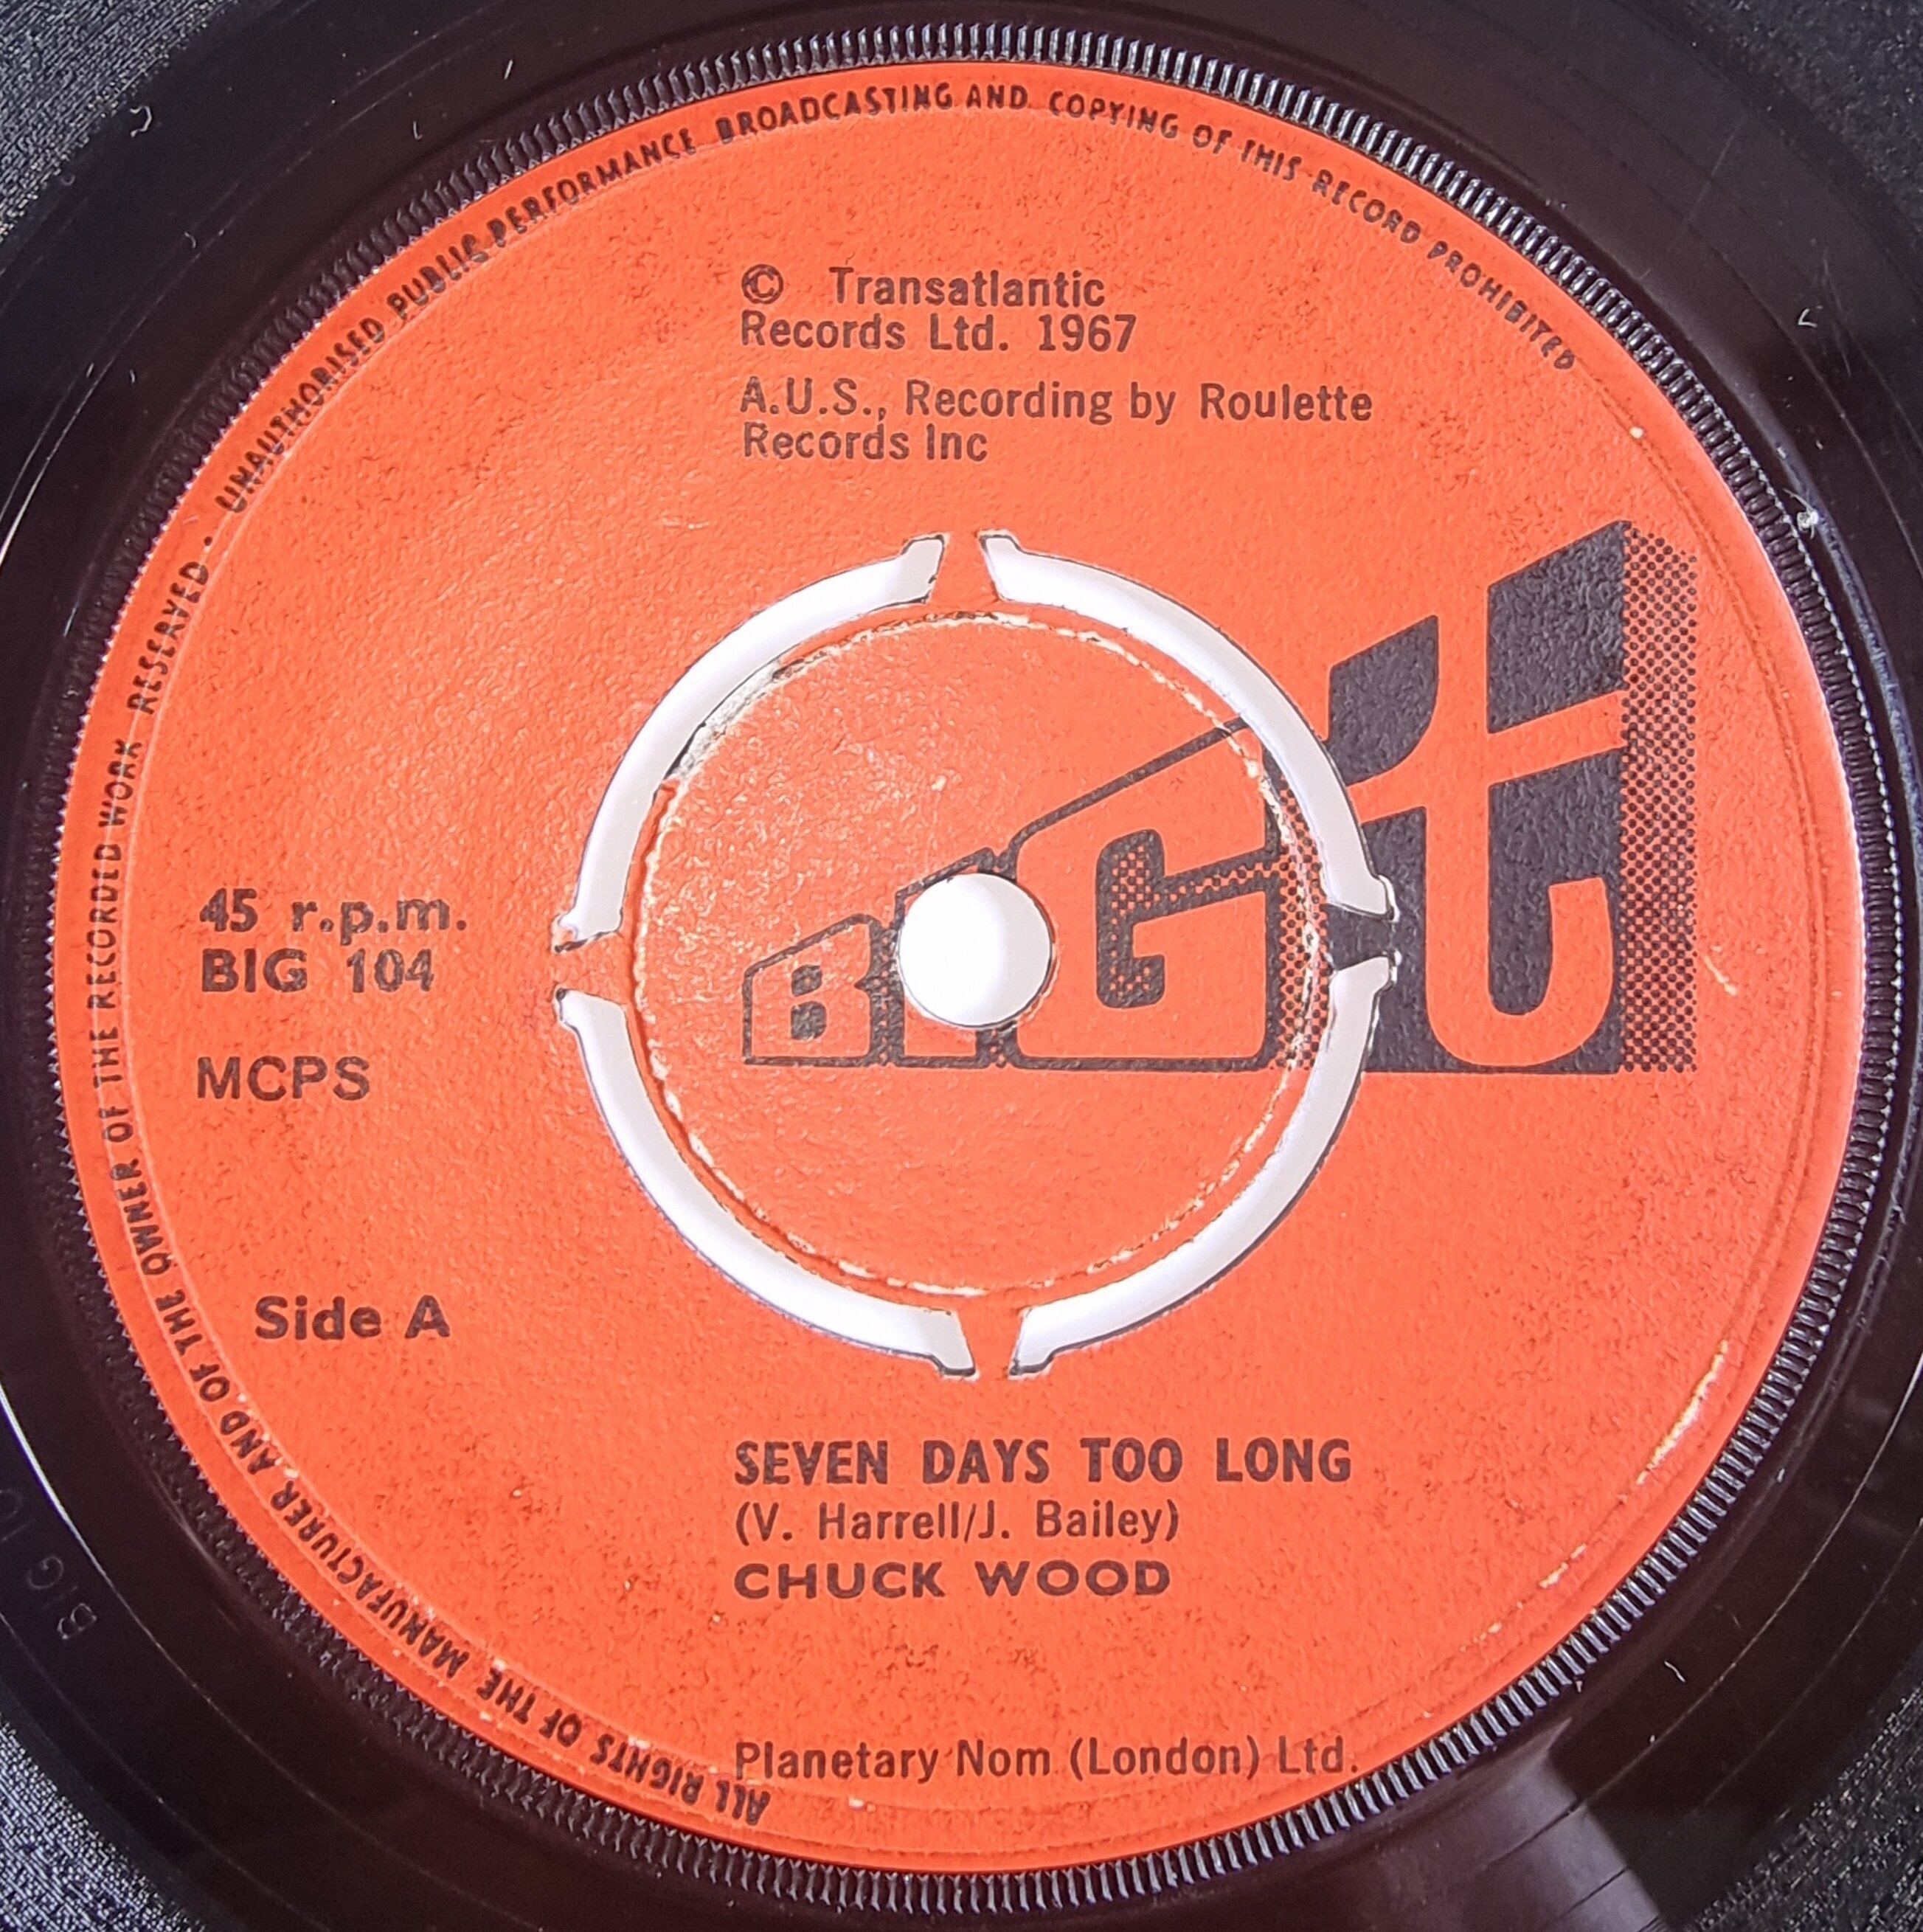 ALL RIGHTS OF THE MANUFACTURER AND OF THE OWNER OF THE RECORDED WORK RESERVED · UNAUTHORISED PUBLIC PERFORMANCE BROADCASTING AND COPYING OF THIS RECORD PROHIBITED
© Transatlantic
Records Ltd. 1967
A.U.S., Recording by Roulette
Records Inc
BIG t
45 r.p.m.
BIG 104
MCPS
Side A
SEVEN DAYS TOO LONG
(V. Harrell/J. Bailey)
CHUCK WOOD
Planetary Nom (London) Ltd.